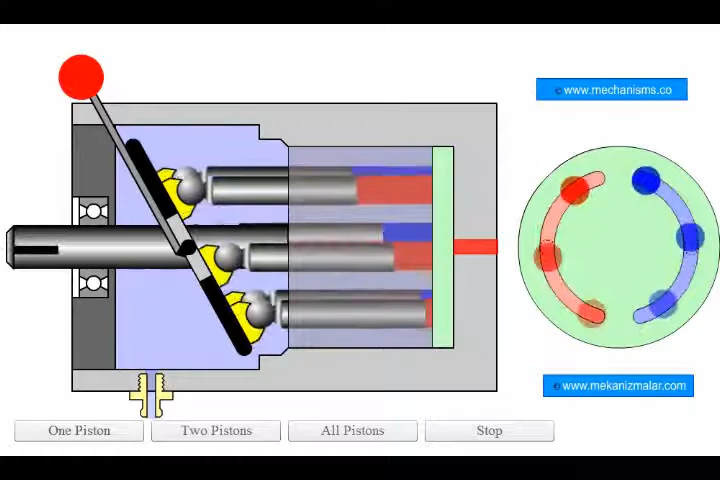 © www.mechanisms.co
© www.mekanizmalar.com
One Piston
Two Pistons
All Pistons
Stop